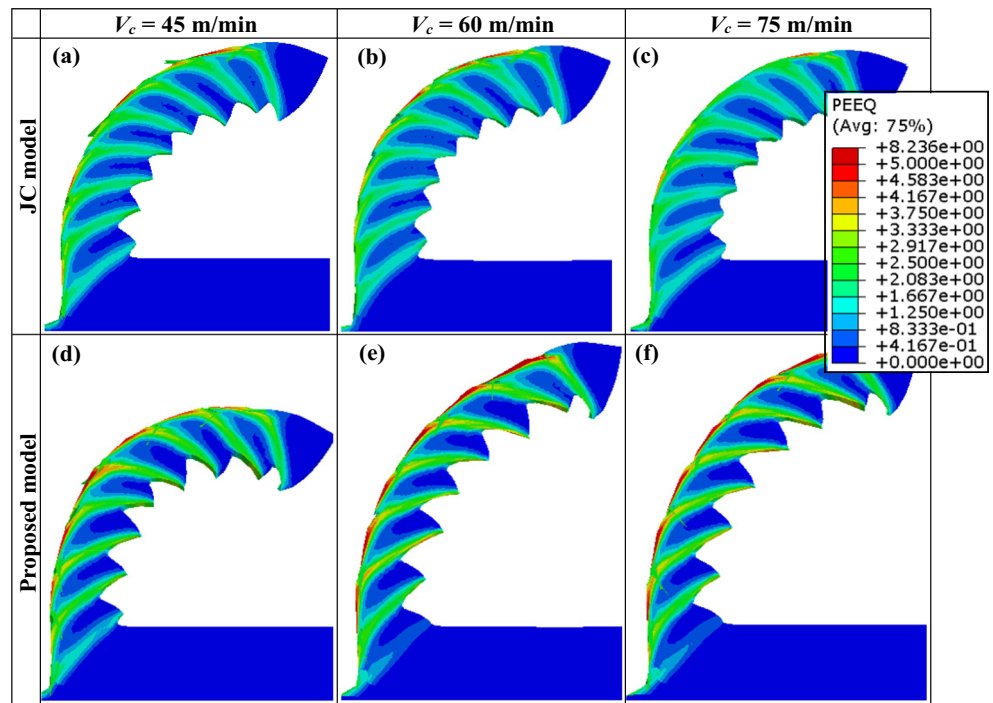 Vc = 45 m/min
Vc = 60 m/min
Vc = 75 m/min
JC model
(a)
(b)
(c)
PEEQ
(Avg: 75%)
+8.236e+00
+5.000e+00
+4.583e+00
+4.167e+00
+3.750e+00
+3.333e+00
+2.917e+00
+2.500e+00
+2.083e+00
+1.667e+00
+1.250e+00
+8.333e-01
+4.167e-01
+0.000e+00
Proposed model
(d)
(e)
(f)